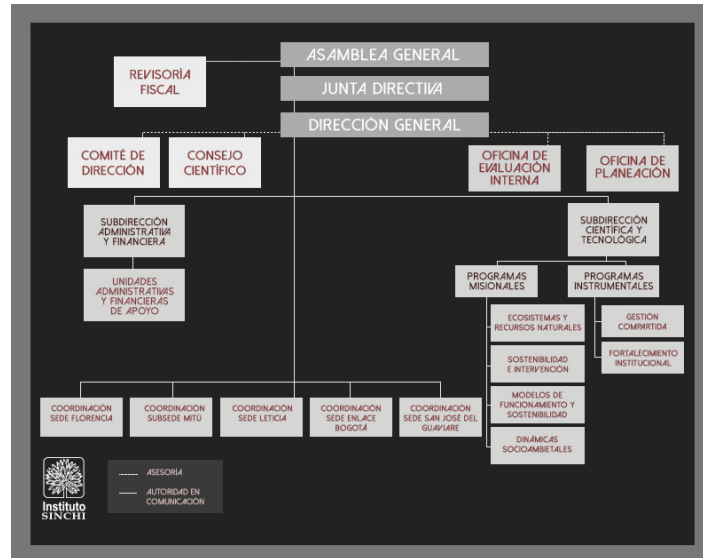 ASAMBLEA GENERAL
REVISORÍA
FISCAL
JUNTA DIRECTIVA
DIRECCIÓN GENERAL
COMITÉ DE
DIRECCIÓN
CONSEJO
CIENTÍFICO
OFICINA DE
EVALUACIÓN
INTERNA
OFICINA DE
PLANEACIÓN
SUBDIRECCIÓN
ADMINISTRATIVA
Y FINANCIERA
SUBDIRECCIÓN
CIENTÍFICA Y
TECNOLÓGICA
UNIDADES
ADMINISTRATIVAS
Y FINANCIERAS
DE APOYO
PROGRAMAS
MISIONALES
PROGRAMAS
INSTRUMENTALES
ECOSISTEMAS Y
RECURSOS NATURALES
GESTIÓN
COMPARTIDA
SOSTENIBILIDAD
E INTERVENCIÓN
FORTALECIMIENTO
INSTITUCIONAL
MODELOS DE
FUNCIONAMIENTO Y
SOSTENIBILIDAD
DINÁMICAS
SOCIOAMBIETALES
COORDINACIÓN
SEDE FLORENCIA
COORDINACIÓN
SUBSEDE MITÚ
COORDINACIÓN
SEDE LETICIA
COORDINACIÓN
SEDE ENLACE
BOGOTÁ
COORDINACIÓN
SEDE SAN JOSÉ DEL
GUAVIARE
ASESORÍA
AUTORIDAD EN
COMUNICACIÓN
Instituto
SINCHI